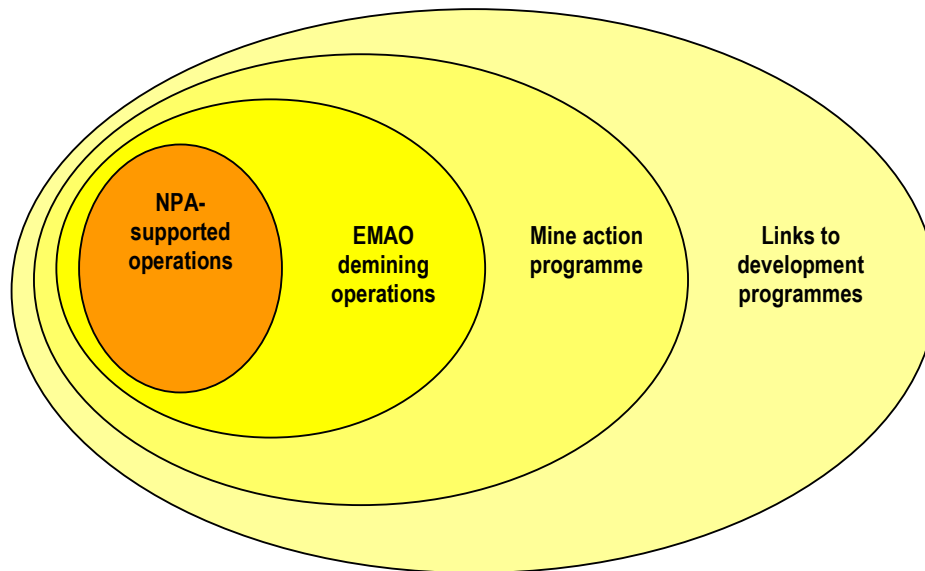 NPA-
supported
operations
EMAO
demining
operations
Mine action
programme
Links to
development
programmes